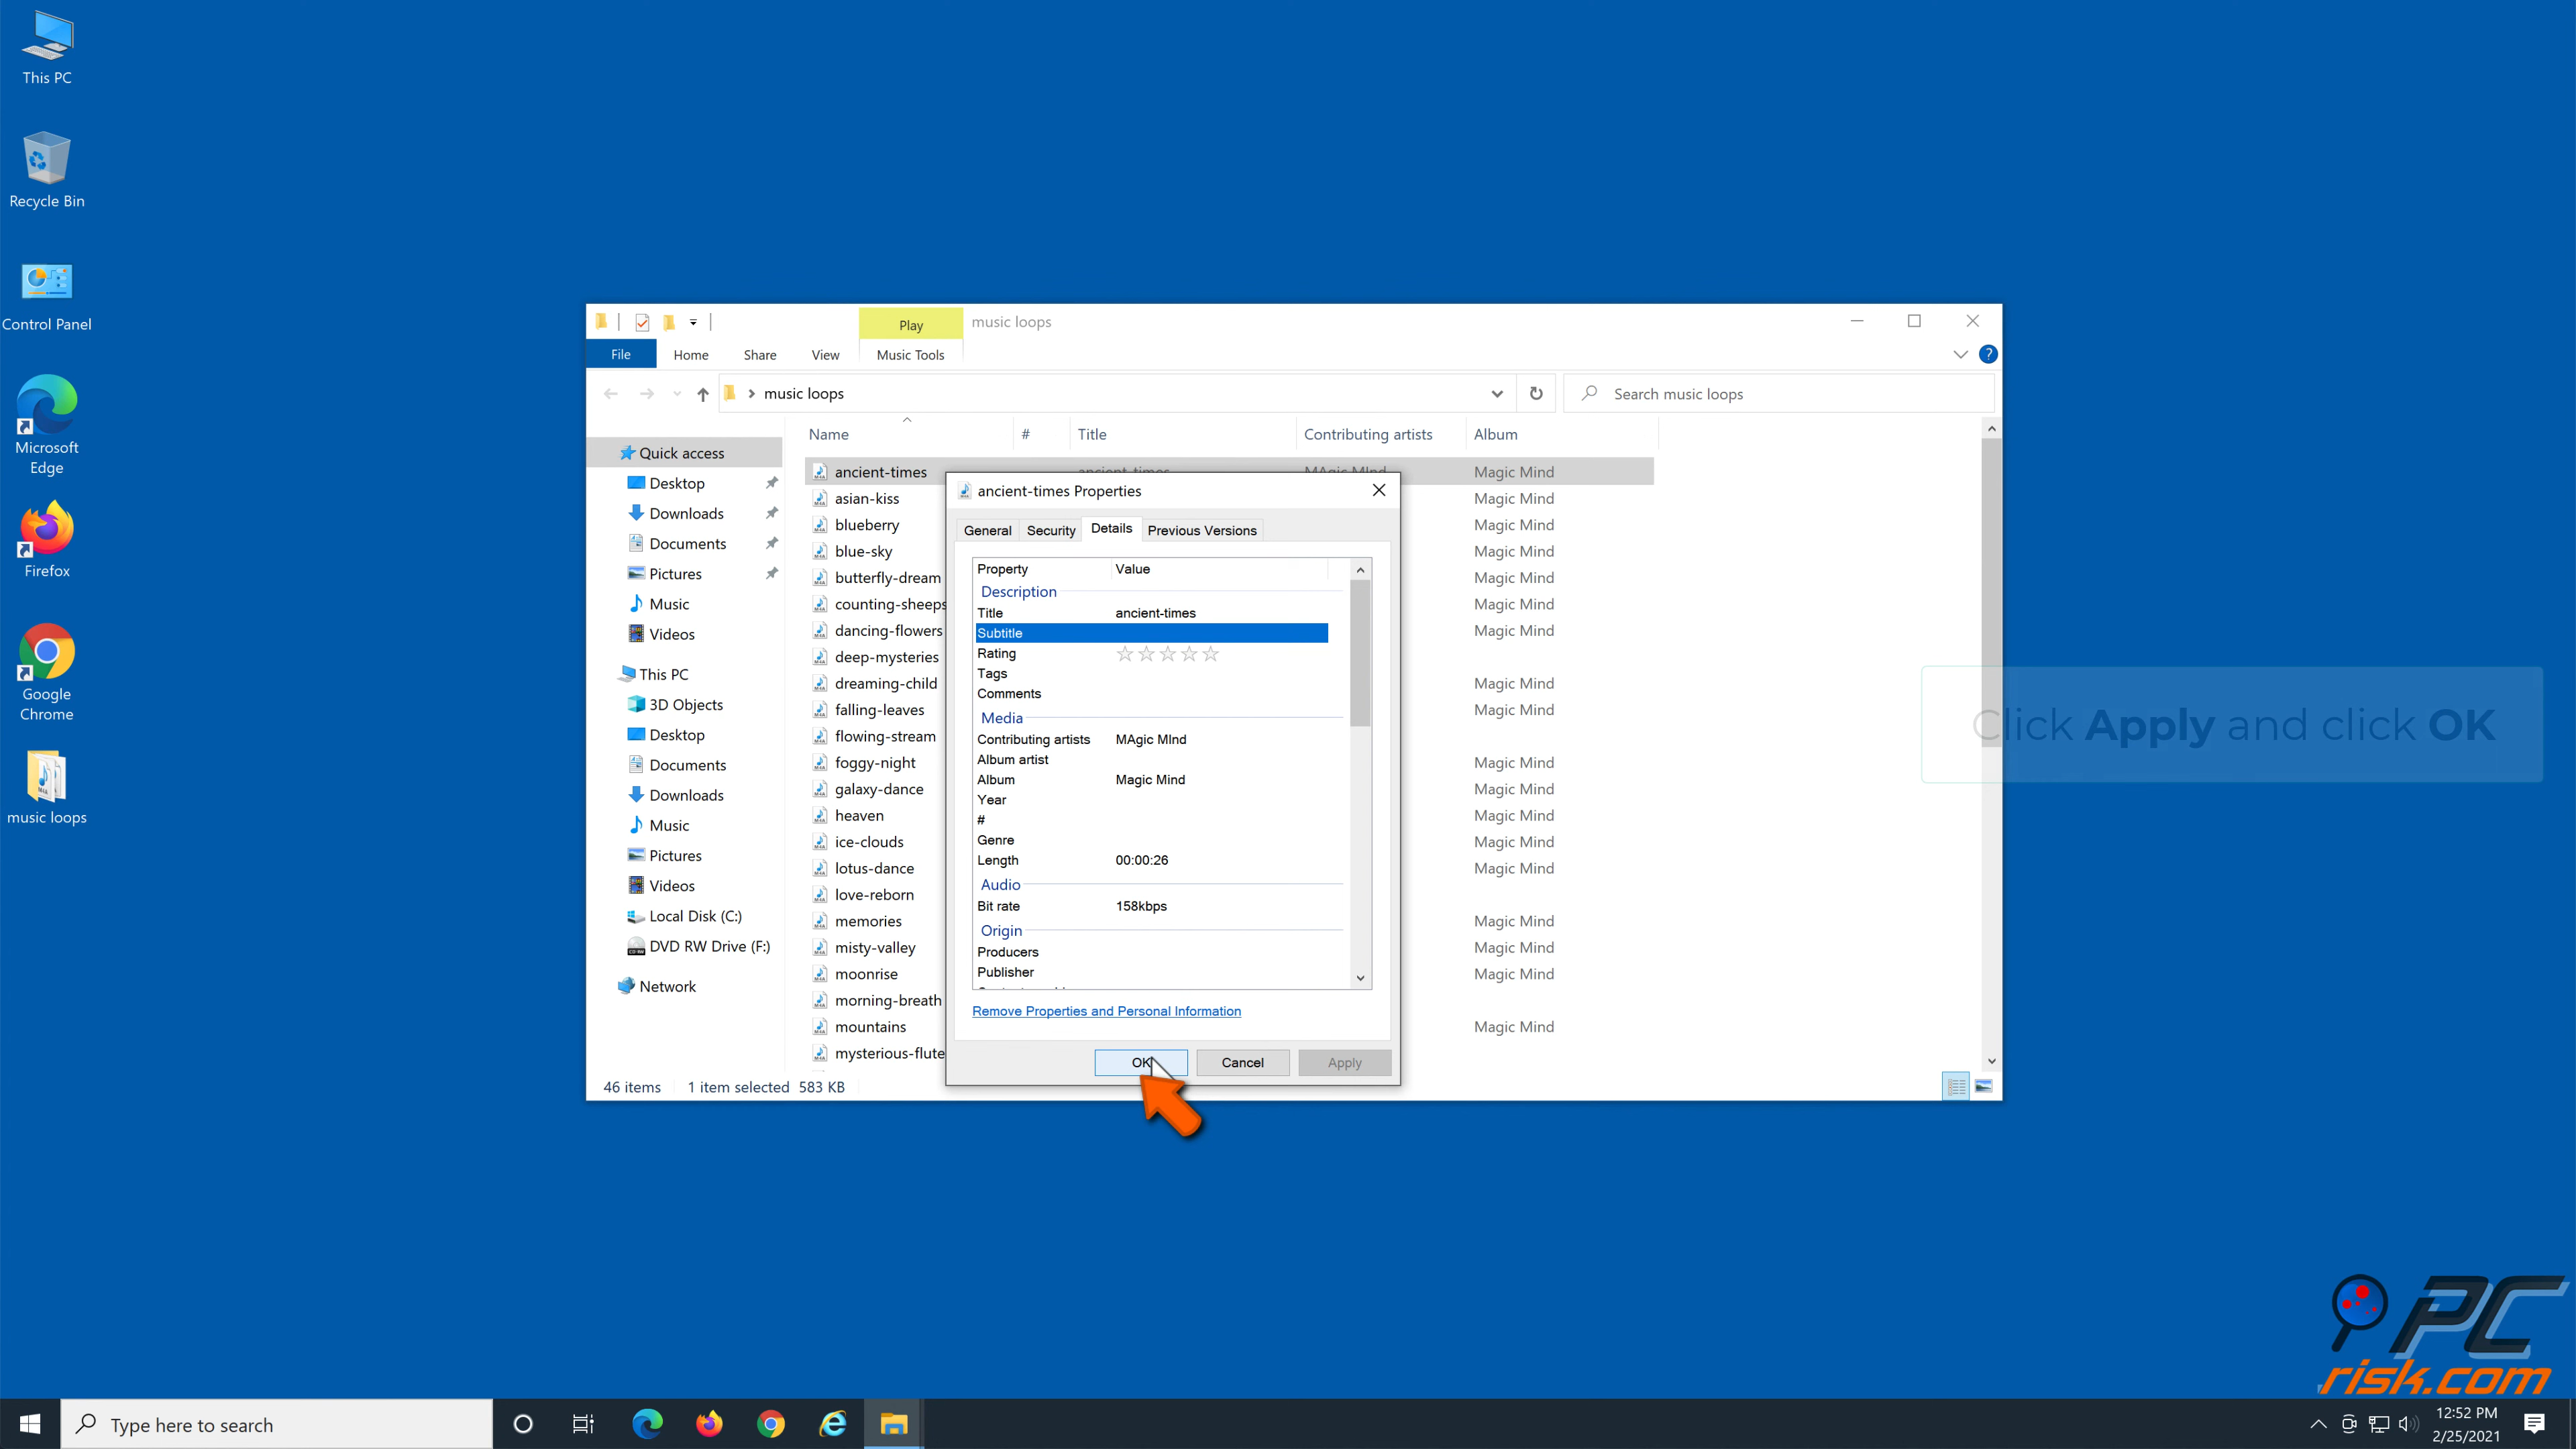 This PC
Recycle Bin
Control Panel
Microsoft
Edge
Firefox
Google
Chrome
music loops
Play
music loops
File
Home
Share
View
Music Tools
music loops
Search music loops
Name
#
Title
Contributing artists
Album
Quick access
Desktop
Downloads
Documents
Pictures
Music
Videos
This PC
3D Objects
Desktop
Documents
Downloads
Music
Pictures
Videos
Local Disk (C:)
DVD RW Drive (F:)
Network
ancient-times ancient-times MAgic MInd Magic Mind
asian-kiss Magic Mind
blueberry Magic Mind
blue-sky Magic Mind
butterfly-dream Magic Mind
counting-sheeps Magic Mind
dancing-flowers Magic Mind
deep-mysteries
dreaming-child Magic Mind
falling-leaves Magic Mind
flowing-stream
foggy-night Magic Mind
galaxy-dance Magic Mind
heaven Magic Mind
ice-clouds Magic Mind
lotus-dance Magic Mind
love-reborn
memories Magic Mind
misty-valley Magic Mind
moonrise Magic Mind
morning-breath
mountains Magic Mind
mysterious-flute
46 items
1 item selected 583 KB
ancient-times Properties
General
Security
Details
Previous Versions
Property Value
Description
Title ancient-times
Subtitle
Rating
Tags
Comments
Media
Contributing artists MAgic MInd
Album artist
Album Magic Mind
Year
#
Genre
Length 00:00:26
Audio
Bit rate 158kbps
Origin
Producers
Publisher
Remove Properties and Personal Information
OK
Cancel
Apply
Click Apply and click OK
PC
risk.com
Type here to search
12:52 PM
2/25/2021